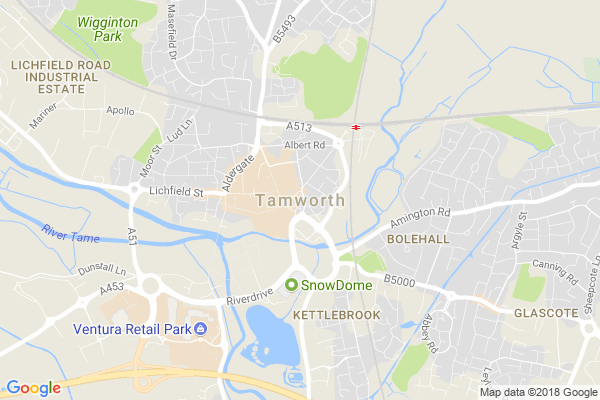 Wigginton
Park
Masefield Dr
B5493
LICHFIELD ROAD
INDUSTRIAL
ESTATE
Manner
Apollo
Lud Ln
A513
Albert Rd
Moor St
Aldergate
Lichfield St
Tamworth
Amington Rd
Argyle St
River Tame
A51
BOLEHALL
Canning Rd
Sheepcote Ln
Dunstall Ln
A453
SnowDome
B5000
Riverdrive
KETTLEBROOK
GLASCOTE
Ventura Retail Park
Abbey Rd
Google
Map data ©2018 Google